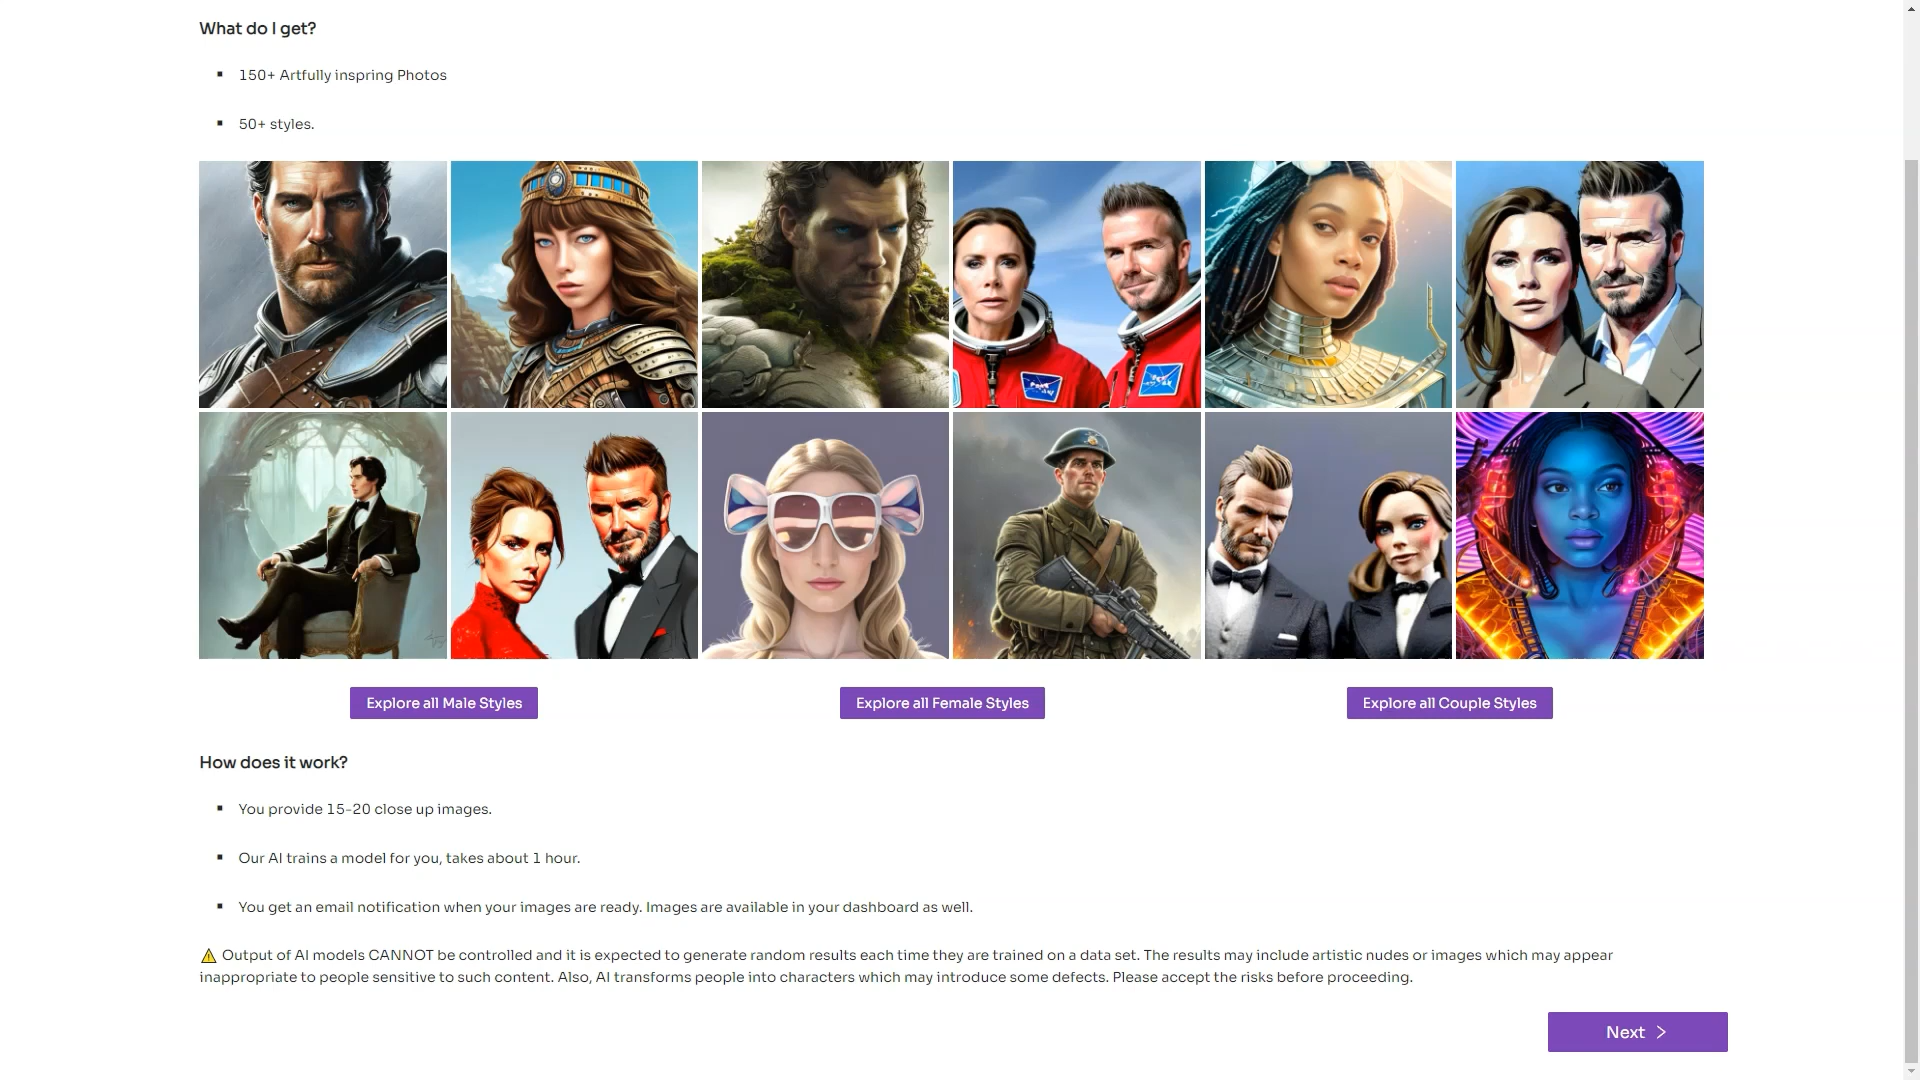 What do I get?
150+ Artfully inspring Photos
50+ styles.
Explore all Male Styles
Explore all Female Styles
Explore all Couple Styles
How does it work?
You provide 15-20 close up images.
Our AI trains a model for you, takes about 1 hour.
You get an email notification when your images are ready. Images are available in your dashboard as well.
⚠ Output of AI models CANNOT be controlled and it is expected to generate random results each time they are trained on a data set. The results may include artistic nudes or images which may appear
inappropriate to people sensitive to such content. Also, AI transforms people into characters which may introduce some defects. Please accept the risks before proceeding.
Next >